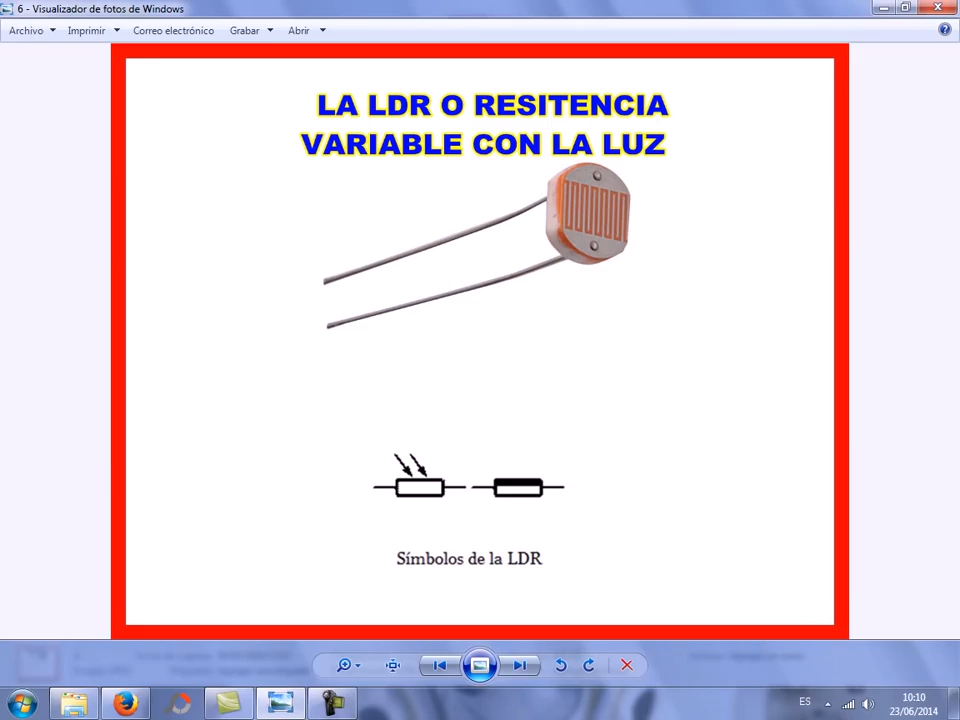 6 - Visualizador de fotos de Windows
Archivo Imprimir Correo electrónico Grabar Abrir
LA LDR O RESITENCIA
VARIABLE CON LA LUZ
Símbolos de la LDR
ES
10:10
23/06/2014